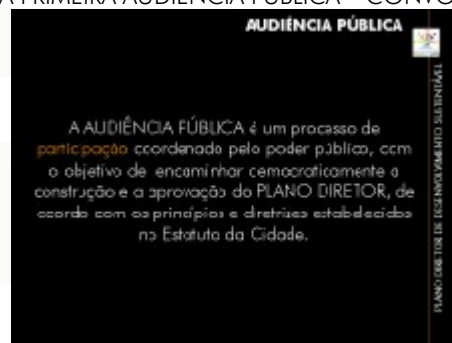 A PRIMEIRA AUDIÊNCIA PÚBLICA – CONVO
AUDIÊNCIA PÚBLICA
A AUDIÊNCIA PÚBLICA é um processo de
participação coordenado pelo poder público, com
o objetivo de encaminhar democraticamente a
construção e a aprovação do PLANO DIRETOR, de
acordo com os princípios e diretrizes estabelecidos
no Estatuto da Cidade.
PLANO DIRETOR DE DESENVOLVIMENTO SUSTENTÁVEL